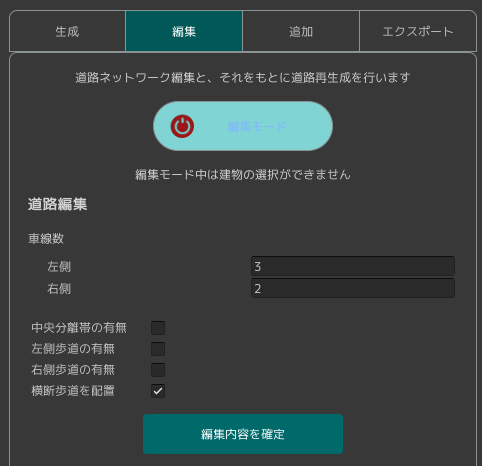 生成
編集
追加
エクスポート
道路ネットワーク編集と、それをもとに道路再生成を行います
編集モード
編集モード中は建物の選択ができません
道路編集
車線数
左側 3
右側 2
中央分離帯の有無
左側歩道の有無
右側歩道の有無
横断歩道を配置
編集内容を確定